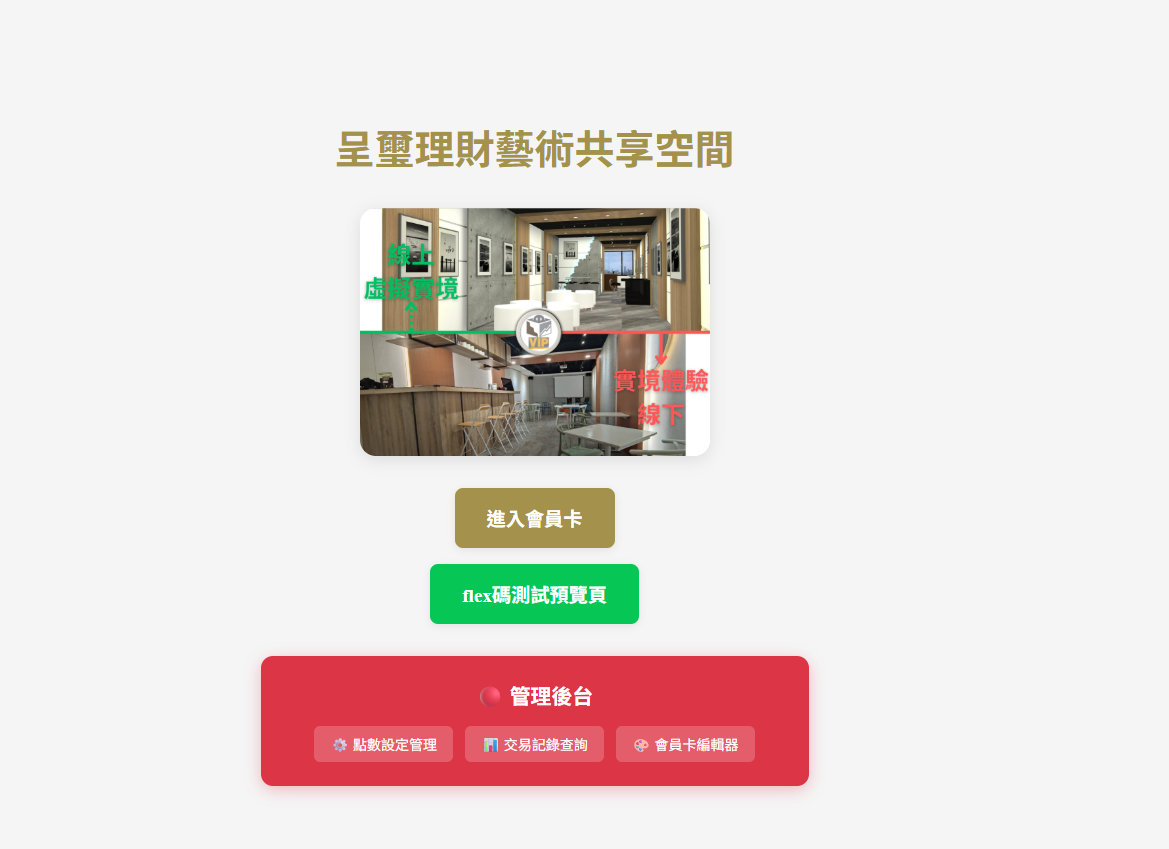 呈璽理財藝術共享空間
線上
虛擬實境
VIP
實境體驗
線下
進入會員卡
flex碼測試預覽頁
管理後台
點數設定管理
交易記錄查詢
會員卡編輯器